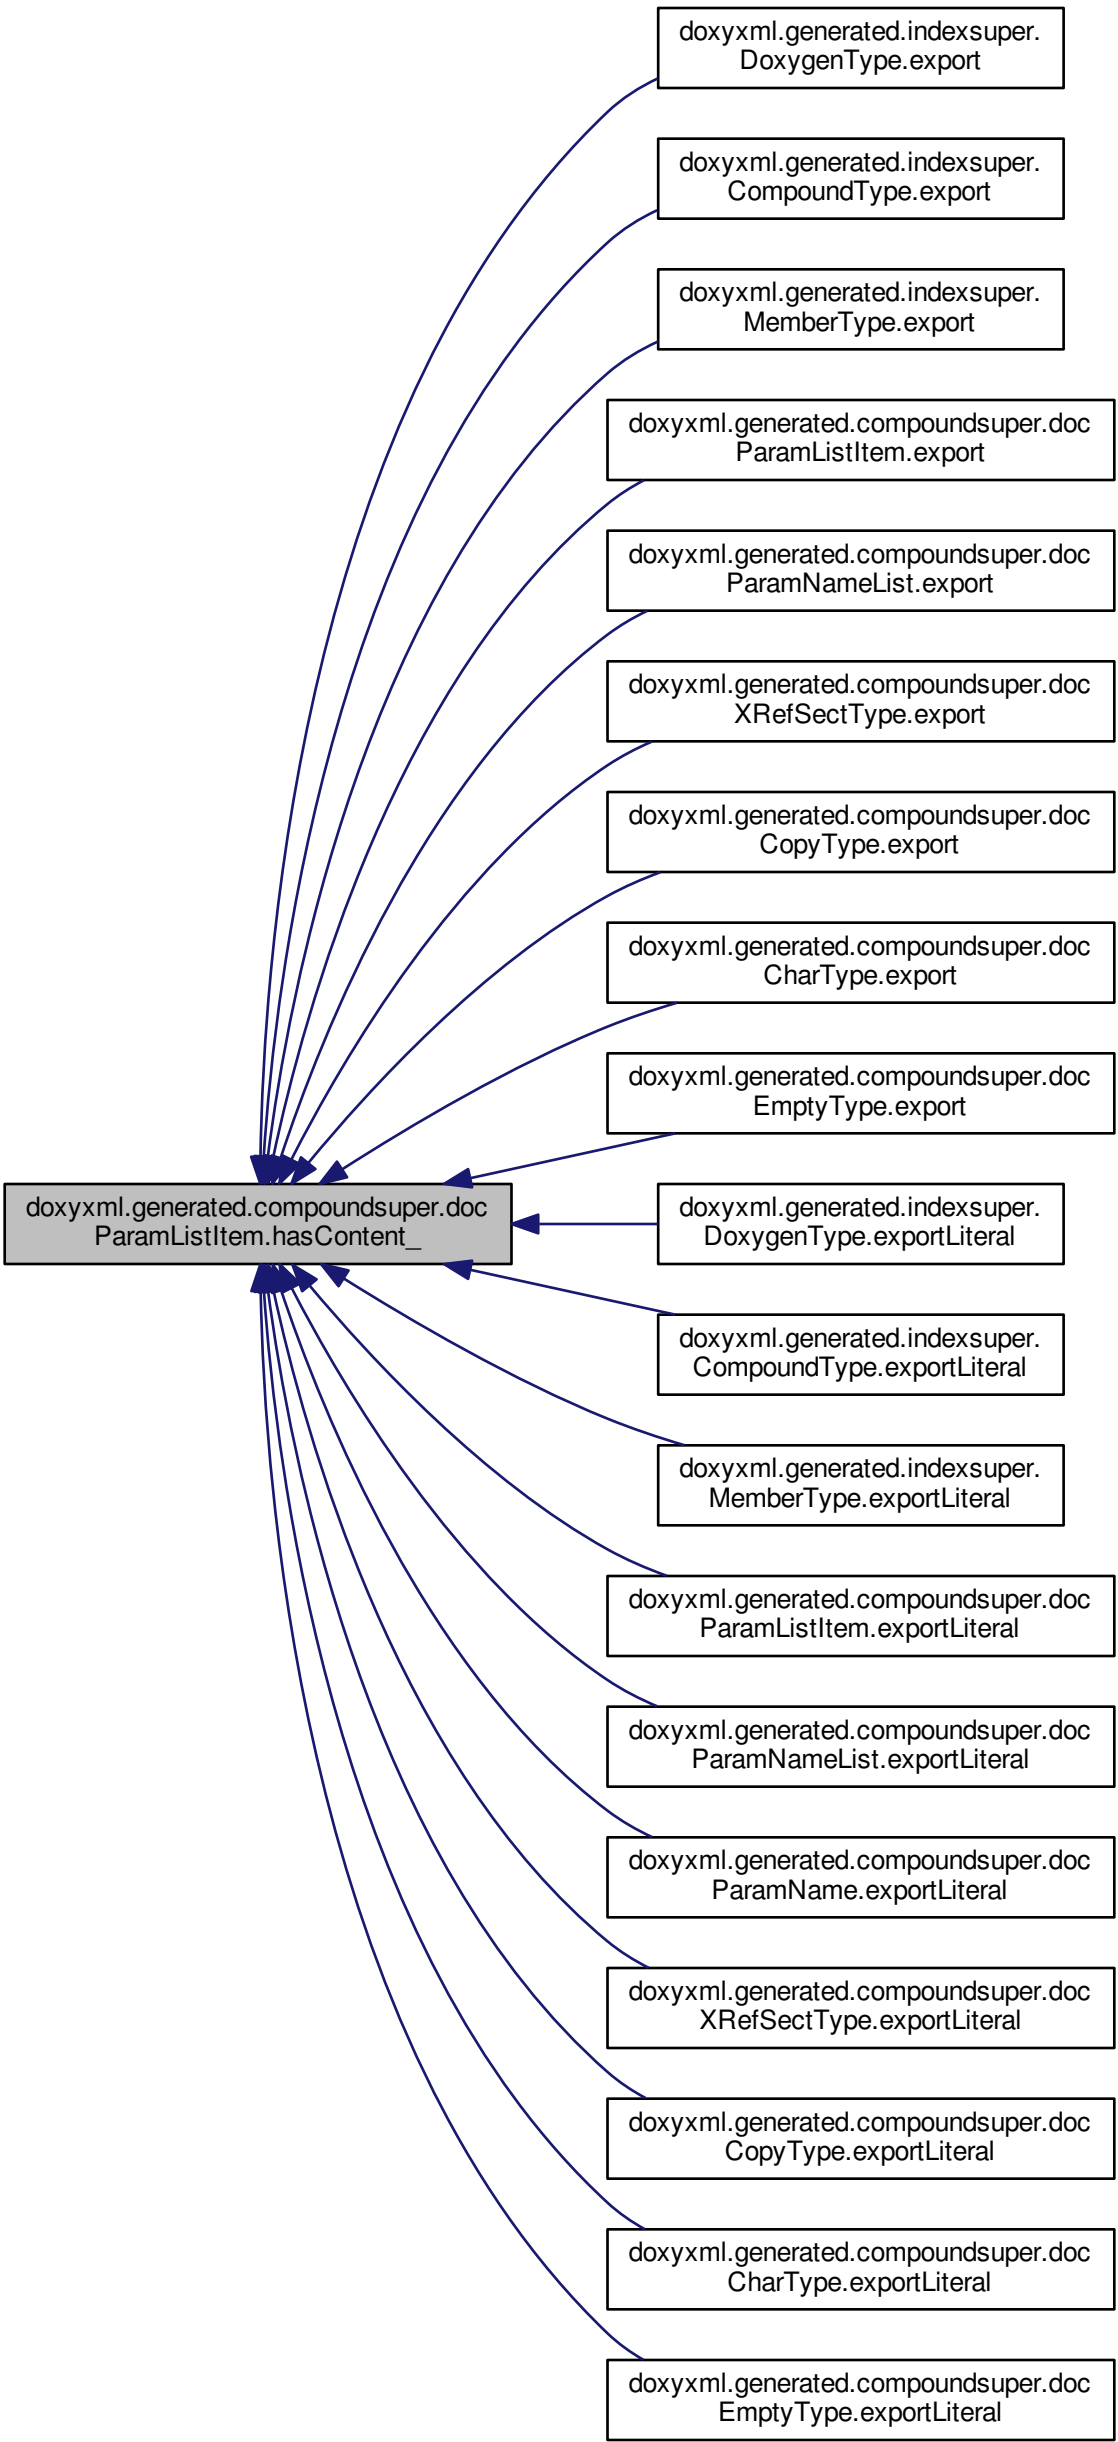 doxyxml.generated.indexsuper.
DoxygenType.export
doxyxml.generated.indexsuper.
CompoundType.export
doxyxml.generated.indexsuper.
MemberType.export
doxyxml.generated.compoundsuper.doc
ParamListItem.export
doxyxml.generated.compoundsuper.doc
ParamNameList.export
doxyxml.generated.compoundsuper.doc
XRefSectType.export
doxyxml.generated.compoundsuper.doc
CopyType.export
doxyxml.generated.compoundsuper.doc
CharType.export
doxyxml.generated.compoundsuper.doc
EmptyType.export
doxyxml.generated.compoundsuper.doc
ParamListItem.hasContent_
doxyxml.generated.indexsuper.
DoxygenType.exportLiteral
doxyxml.generated.indexsuper.
CompoundType.exportLiteral
doxyxml.generated.indexsuper.
MemberType.exportLiteral
doxyxml.generated.compoundsuper.doc
ParamListItem.exportLiteral
doxyxml.generated.compoundsuper.doc
ParamNameList.exportLiteral
doxyxml.generated.compoundsuper.doc
ParamName.exportLiteral
doxyxml.generated.compoundsuper.doc
XRefSectType.exportLiteral
doxyxml.generated.compoundsuper.doc
CopyType.exportLiteral
doxyxml.generated.compoundsuper.doc
CharType.exportLiteral
doxyxml.generated.compoundsuper.doc
EmptyType.exportLiteral